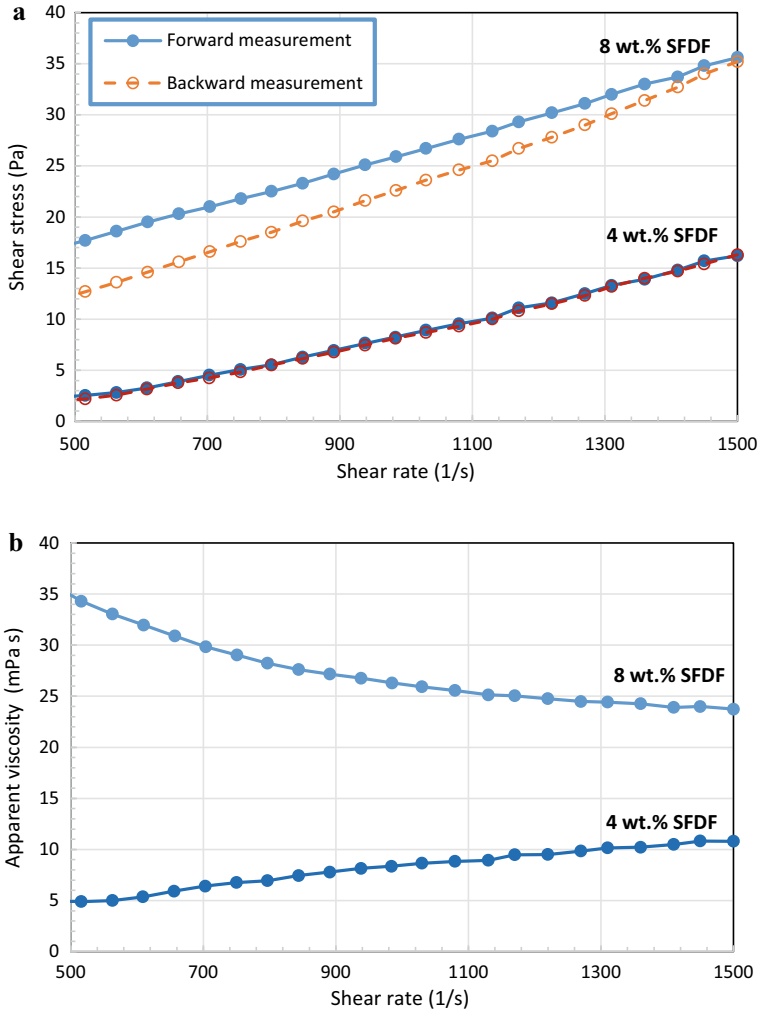 a
Forward measurement
Backward measurement
8 wt.% SFDF
4 wt.% SFDF
40
35
30
25
20
15
10
5
0
Shear stress (Pa)
500 700 900 1100 1300 1500
Shear rate (1/s)
b
8 wt.% SFDF
4 wt.% SFDF
40
35
30
25
20
15
10
5
0
Apparent viscosity (mPa s)
500 700 900 1100 1300 1500
Shear rate (1/s)